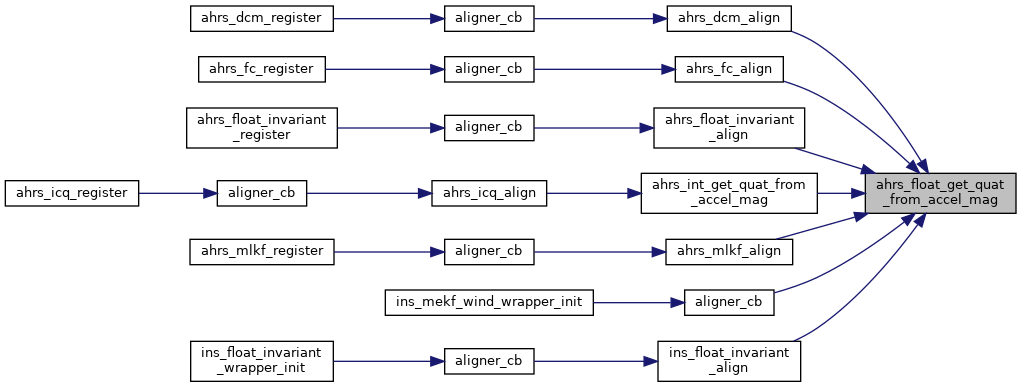 ahrs_dcm_register
aligner_cb
ahrs_dcm_align
ahrs_fc_register
aligner_cb
ahrs_fc_align
ahrs_float_invariant
_register
aligner_cb
ahrs_float_invariant
_align
ahrs_icq_register
aligner_cb
ahrs_icq_align
ahrs_int_get_quat_from
_accel_mag
ahrs_float_get_quat
_from_accel_mag
ahrs_mlkf_register
aligner_cb
ahrs_mlkf_align
ins_mekf_wind_wrapper_init
aligner_cb
ins_float_invariant
_wrapper_init
aligner_cb
ins_float_invariant
_align